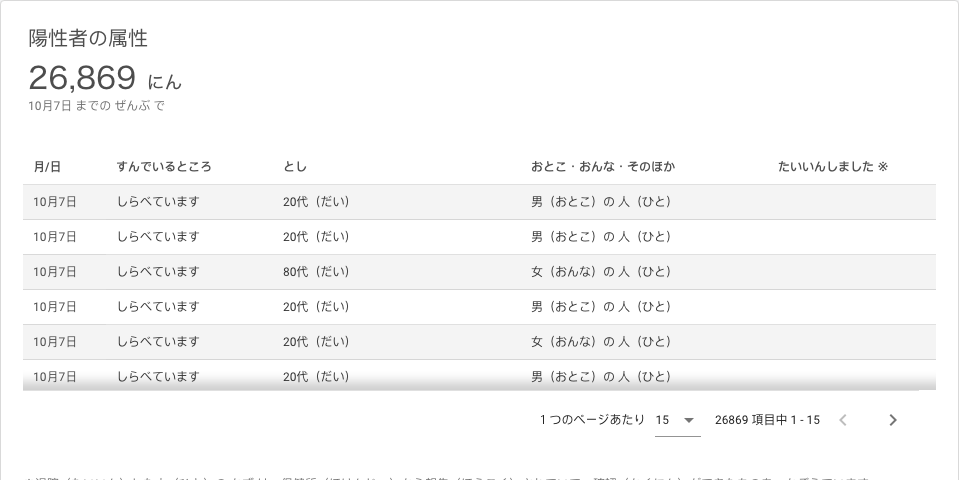 陽性者の属性
26,869 にん
10月7日 までの ぜんぶ で
月/日 すんでいるところ とし おとこ・おんな・そのほか たいいんしました ※
10月7日 しらべています 20代（だい） 男（おとこ）の 人（ひと）
10月7日 しらべています 20代（だい） 男（おとこ）の 人（ひと）
10月7日 しらべています 80代（だい） 女（おんな）の 人（ひと）
10月7日 しらべています 20代（だい） 男（おとこ）の 人（ひと）
10月7日 しらべています 20代（だい） 女（おんな）の 人（ひと）
10月7日 しらべています 20代（だい） 男（おとこ）の 人（ひと）
1 つのページあたり 15 26869 項目中 1 - 15